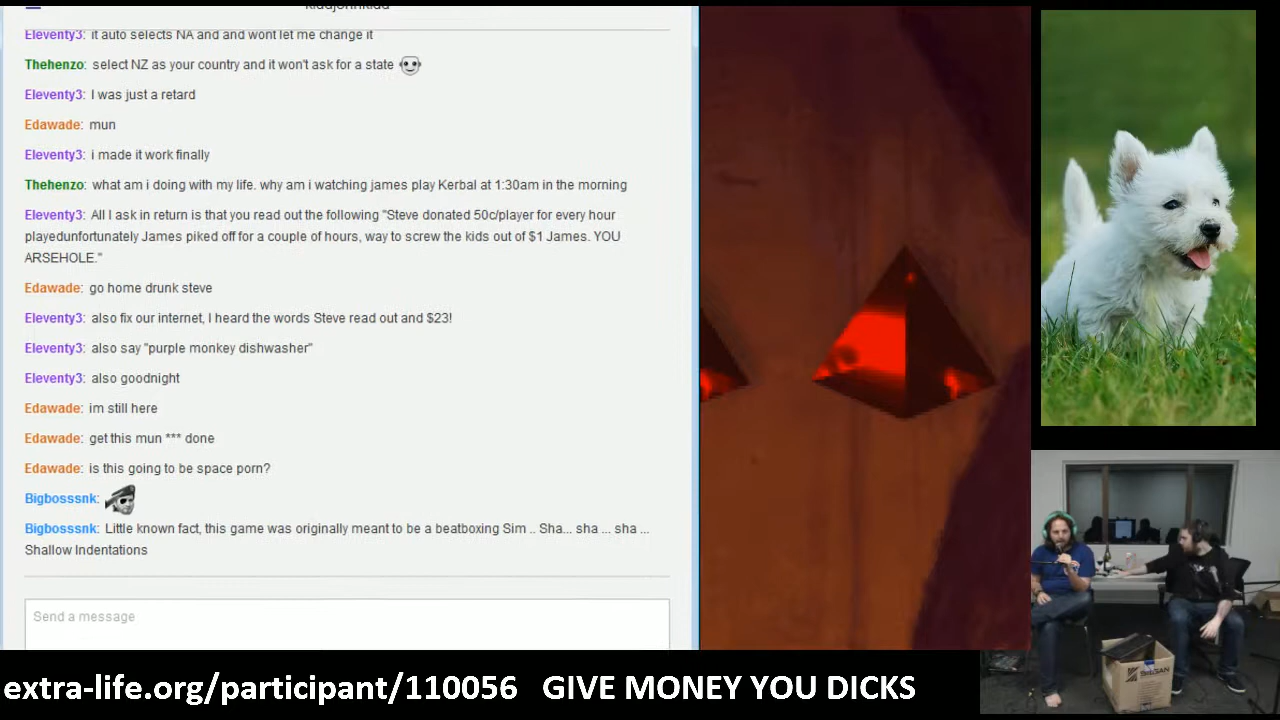 kiddjohnkidd
Eleventy3: it auto selects NA and and wont let me change it
Thehenzo: select NZ as your country and it won't ask for a state
Eleventy3: I was just a retard
Edawade: mun
Eleventy3: i made it work finally
Thehenzo: what am i doing with my life. why am i watching james play Kerbal at 1:30am in the morning
Eleventy3: All I ask in return is that you read out the following "Steve donated 50c/player for every hour
playedunfortunately James piked off for a couple of hours, way to screw the kids out of $1 James. YOU
ARSEHOLE."
Edawade: go home drunk steve
Eleventy3: also fix our internet, I heard the words Steve read out and $23!
Eleventy3: also say "purple monkey dishwasher"
Eleventy3: also goodnight
Edawade: im still here
Edawade: get this mun *** done
Edawade: is this going to be space porn?
Bigbosssnk:
Bigbosssnk: Little known fact, this game was originally meant to be a beatboxing Sim .. Sha... sha ... sha ...
Shallow Indentations
Send a message
extra-life.org/participant/110056 GIVE MONEY YOU DICKS